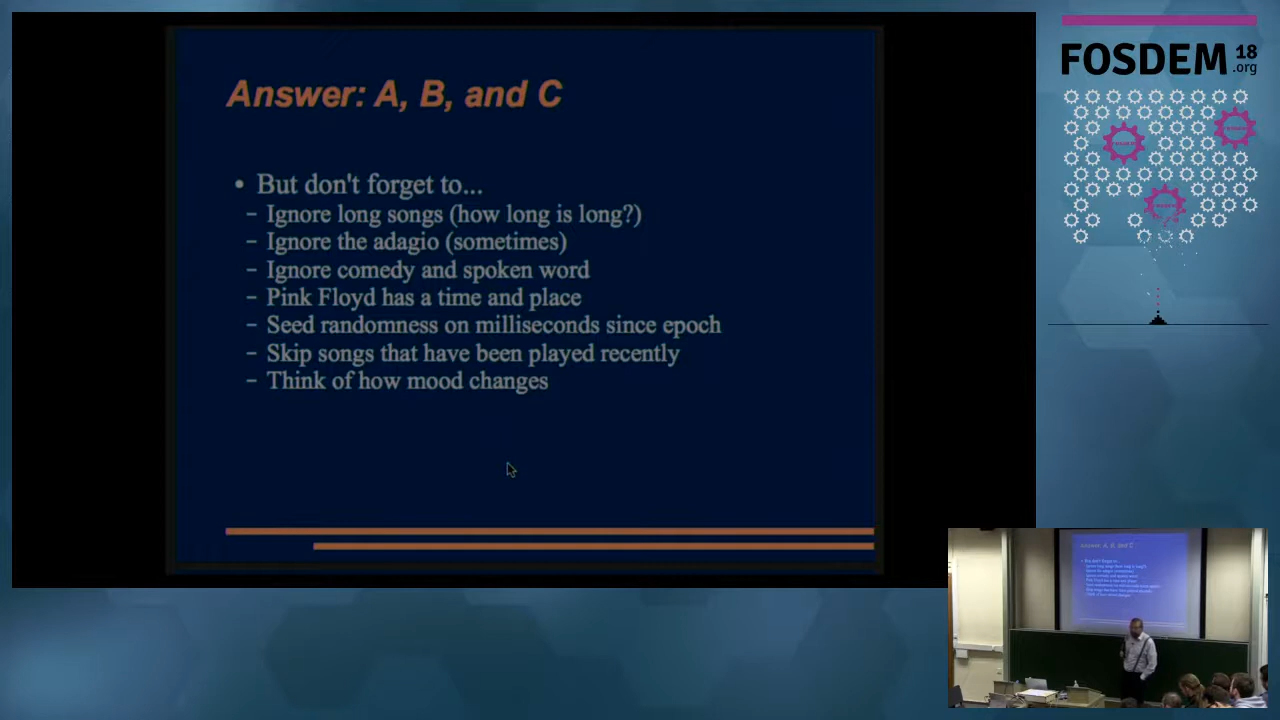 Answer: A, B, and C
• But don't forget to...
– Ignore long songs (how long is long?)
– Ignore the adagio (sometimes)
– Ignore comedy and spoken word
– Pink Floyd has a time and place
– Seed randomness on milliseconds since epoch
– Skip songs that have been played recently
– Think of how mood changes
FOSDEM 18
.org
Answer: A, B, and C